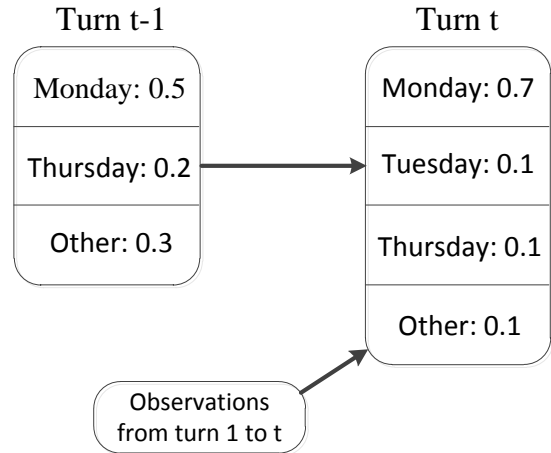 Turn t-1
Monday: 0.5
Thursday: 0.2
Other: 0.3
Turn t
Monday: 0.7
Tuesday: 0.1
Thursday: 0.1
Other: 0.1
Observations
from turn 1 to t